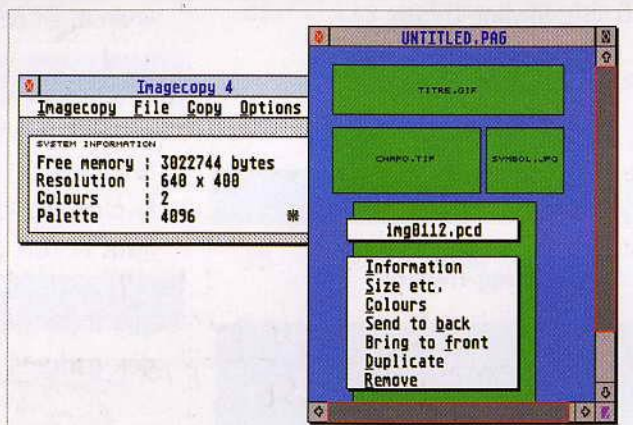 Imagecopy 4
Imagecopy File Copy Options
SYSTEM INFORMATION
Free memory : 3022744 bytes
Resolution : 640 x 400
Colours : 2
Palette : 4096
UNTITLED.PAG
TITRE.GIF
CHAPO.TIF
SYMBOL.JPG
img0112.pcd
Information
Size etc.
Colours
Send to back
Bring to front
Duplicate
Remove